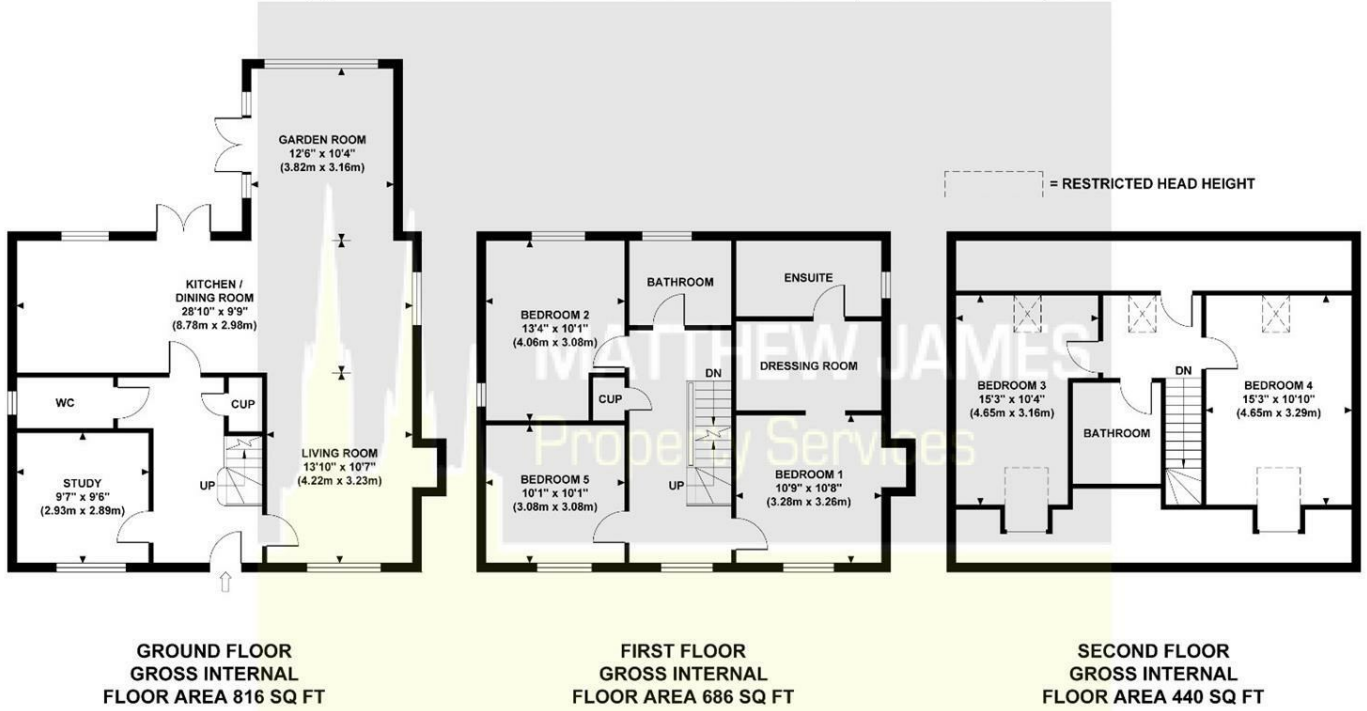 GARDEN ROOM
12'6" x 10'4"
(3.82m x 3.16m)
KITCHEN /
DINING ROOM
28'10" x 9'9"
(8.78m x 2.98m)
WC
CUP
UP
STUDY
9'7" x 9'6"
(2.93m x 2.89m)
LIVING ROOM
13'10" x 10'7"
(4.22m x 3.23m)
GROUND FLOOR
GROSS INTERNAL
FLOOR AREA 816 SQ FT
BATHROOM
ENSUITE
BEDROOM 2
13'4" x 10'1"
(4.06m x 3.08m)
DRESSING ROOM
DN
CUP
UP
BEDROOM 5
10'1" x 10'1"
(3.08m x 3.08m)
BEDROOM 1
10'9" x 10'8"
(3.28m x 3.26m)
FIRST FLOOR
GROSS INTERNAL
FLOOR AREA 686 SQ FT
= RESTRICTED HEAD HEIGHT
BEDROOM 3
15'3" x 10'4"
(4.65m x 3.16m)
DN
BATHROOM
BEDROOM 4
15'3" x 10'10"
(4.65m x 3.29m)
SECOND FLOOR
GROSS INTERNAL
FLOOR AREA 440 SQ FT
MATTHEW JAMES
Property Services